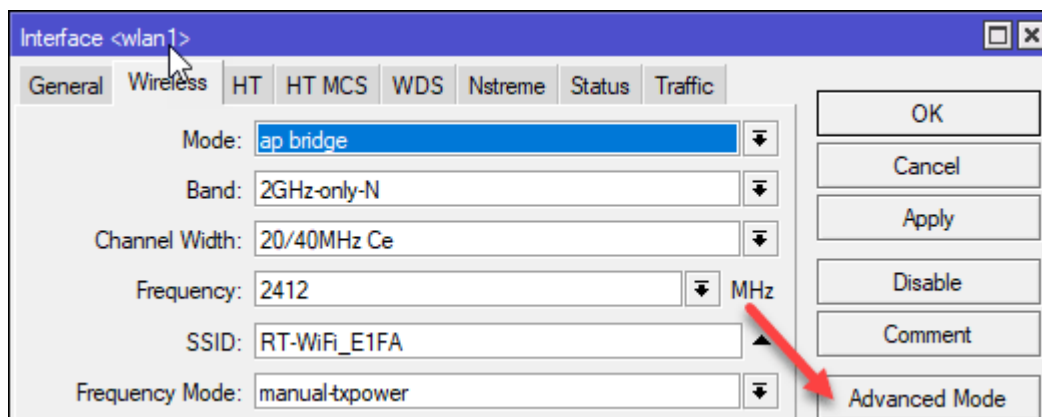 Interface <wlan1>
General Wireless HT HT MCS WDS Nstreme Status Traffic
OK
Mode: ap bridge
Cancel
Band: 2GHz-only-N
Apply
Channel Width: 20/40MHz Ce
Frequency: 2412 MHz
Disable
SSID: RT-WiFi_E1FA
Comment
Frequency Mode: manual-txpower
Advanced Mode